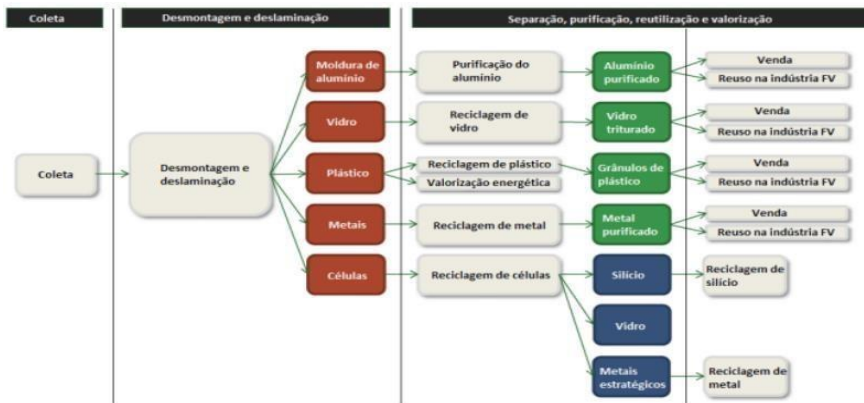 Coleta
Desmontagem e deslaminação
Separação, purificação, reutilização e valorização
Coleta
Desmontagem e
deslaminação
Moldura de
alumínio
Purificação do
alumínio
Alumínio
purificado
Venda
Reuso na indústria FV
Vidro
Reciclagem de
vidro
Vidro
triturado
Venda
Reuso na indústria FV
Plástico
Reciclagem de plástico
Valorização energética
Grânulos de
plástico
Venda
Reuso na indústria FV
Metais
Reciclagem de metal
Metal
purificado
Venda
Reuso na indústria FV
Células
Reciclagem de células
Silício
Reciclagem de
silício
Vidro
Metais
estratégicos
Reciclagem de
metal